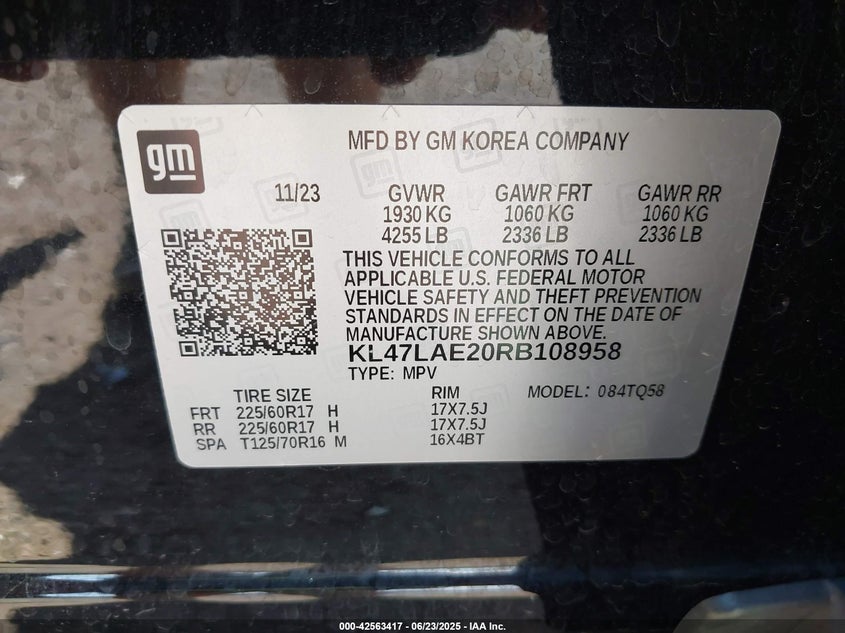 gm
MFD BY GM KOREA COMPANY
11/23 GVWR GAWR FRT GAWR RR
1930 KG 1060 KG 1060 KG
4255 LB 2336 LB 2336 LB
THIS VEHICLE CONFORMS TO ALL
APPLICABLE U.S. FEDERAL MOTOR
VEHICLE SAFETY AND THEFT PREVENTION
STANDARDS IN EFFECT ON THE DATE OF
MANUFACTURE SHOWN ABOVE.
KL47LAE20RB108958
TYPE: MPV
TIRE SIZE RIM MODEL: 084TQ58
FRT 225/60R17 H 17X7.5J
RR 225/60R17 H 17X7.5J
SPA T125/70R16 M 16X4BT
000-42563417 - 06/23/2025 - IAA Inc.